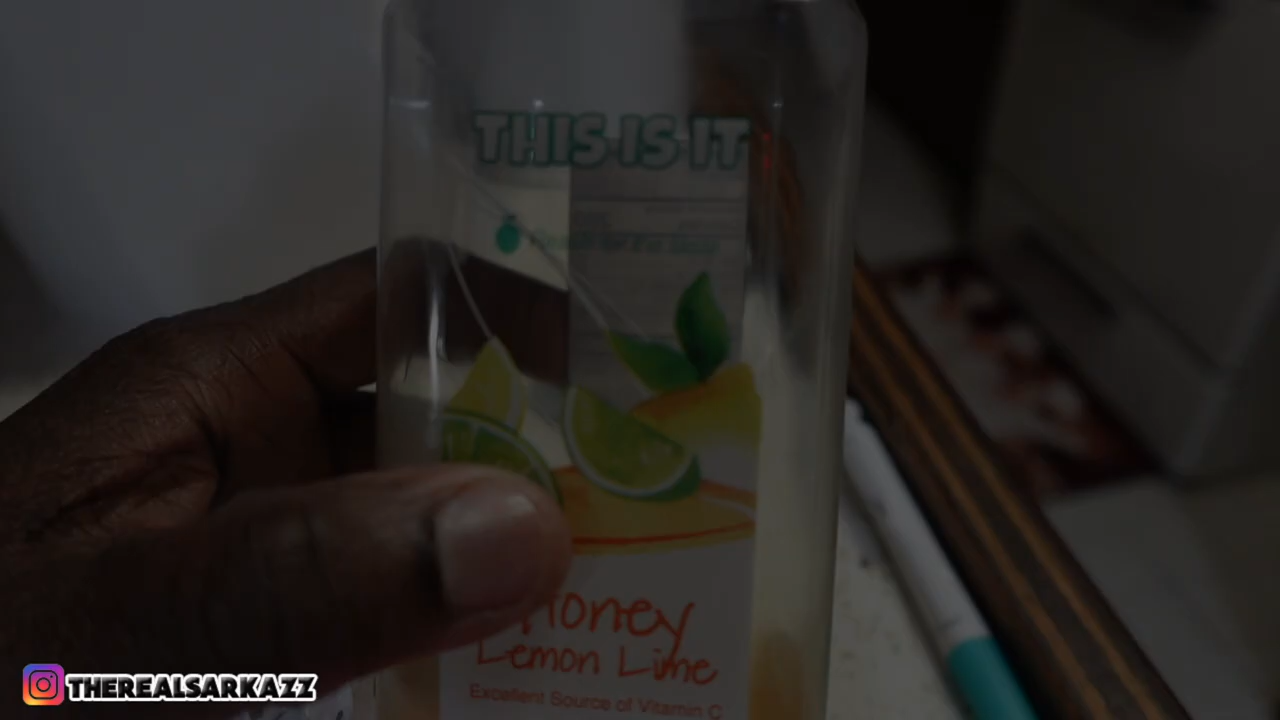 THIS IS IT
Honey
Lemon Lime
Excellent Source of Vitamin C
THEREALSARKAZZ